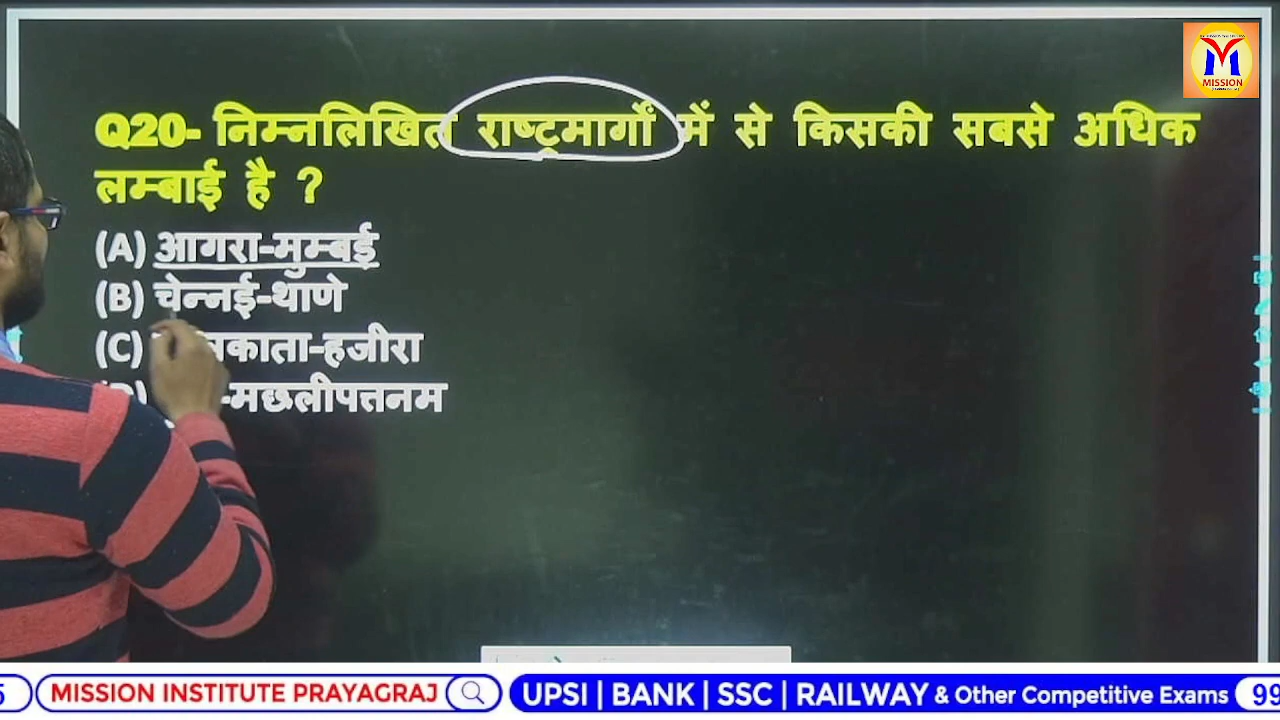 MISSION
Q20- निम्नलिखित राष्ट्रमार्गों में से किसकी सबसे अधिक
लम्बाई है ?
(A) आगरा-मुम्बई
(B) चेन्नई-थाणे
(C) काता-हजीरा
-मछलीपत्तनम
MISSION INSTITUTE PRAYAGRAJ
UPSI | BANK | SSC | RAILWAY & Other Competitive Exams
99